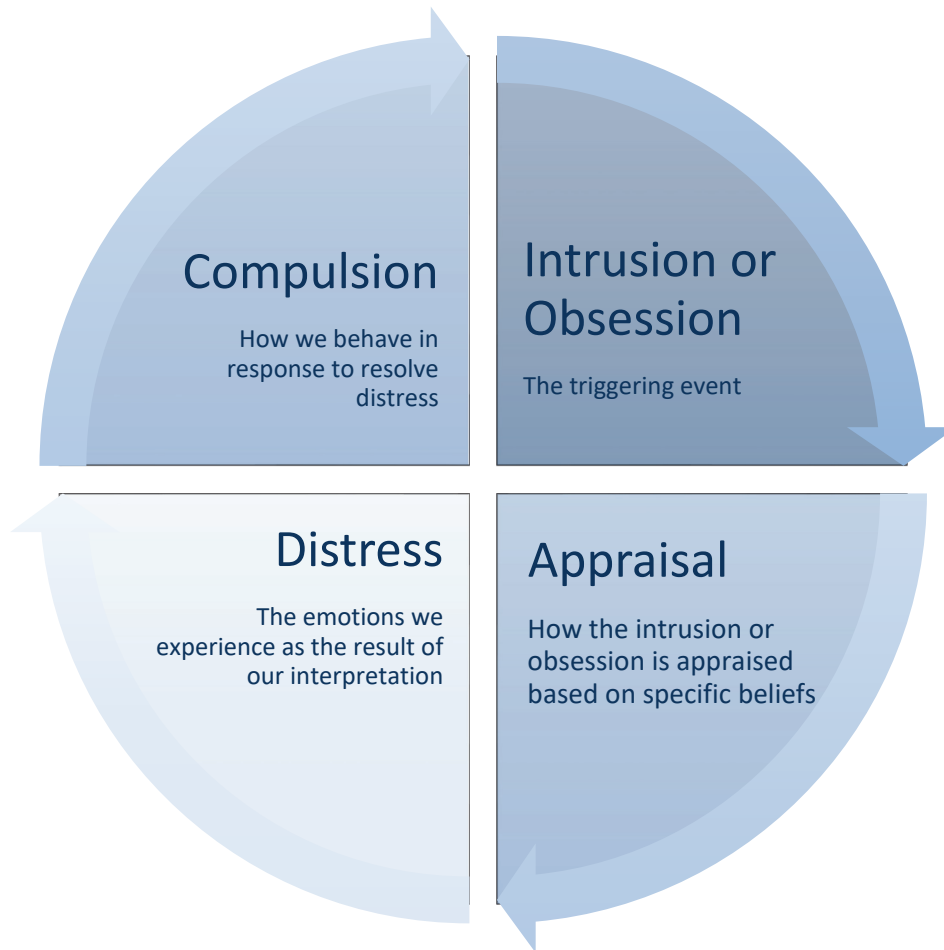 Compulsion
How we behave in
response to resolve
distress
Intrusion or
Obsession
The triggering event
Distress
The emotions we
experience as the result of
our interpretation
Appraisal
How the intrusion or
obsession is appraised
based on specific beliefs